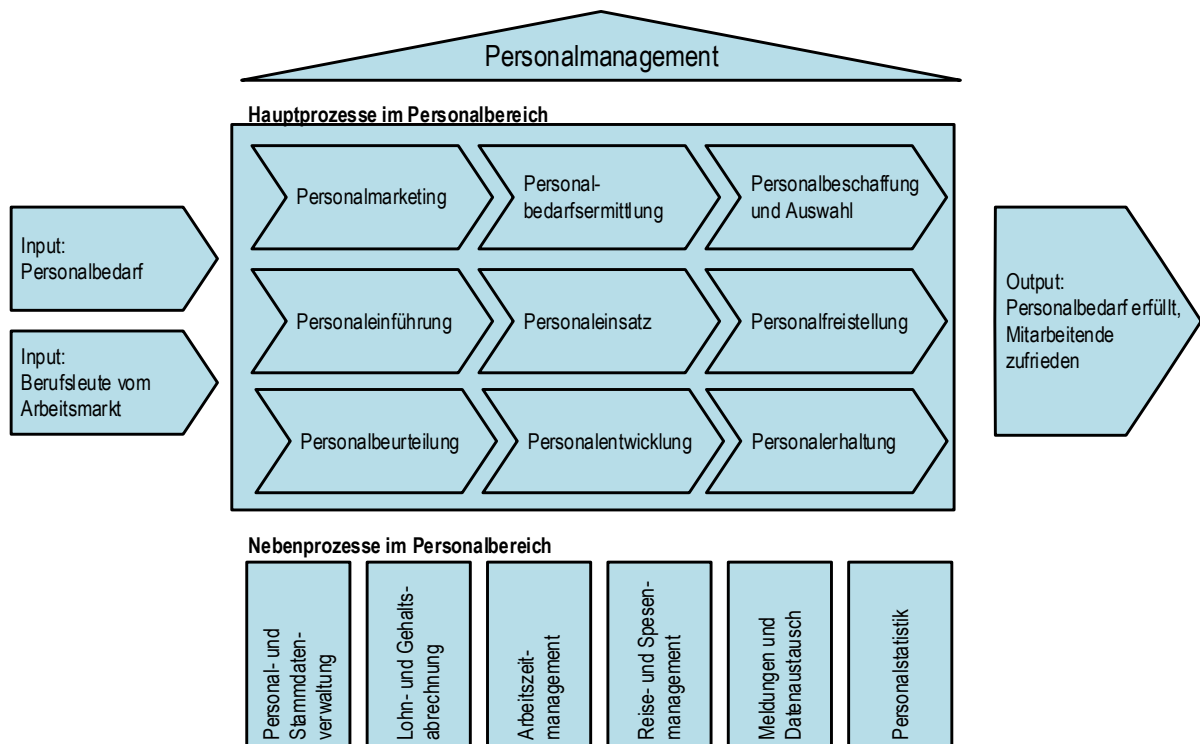 Personalmanagement
Hauptprozesse im Personalbereich
Personalmarketing
Personal-
bedarfsermittlung
Personalbeschaffung
und Auswahl
Input:
Personalbedarf
Personaleinführung
Personaleinsatz
Personalfreistellung
Input:
Berufsleute vom
Arbeitsmarkt
Output:
Personalbedarf erfüllt,
Mitarbeitende
zufrieden
Personalbeurteilung
Personalentwicklung
Personalerhaltung
Nebenprozesse im Personalbereich
Personal- und
Stammdaten-
verwaltung
Lohn- und Gehalts-
abrechnung
Arbeitszeit-
management
Reise- und Spesen-
management
Meldungen und
Datenaustausch
Personalstatistik